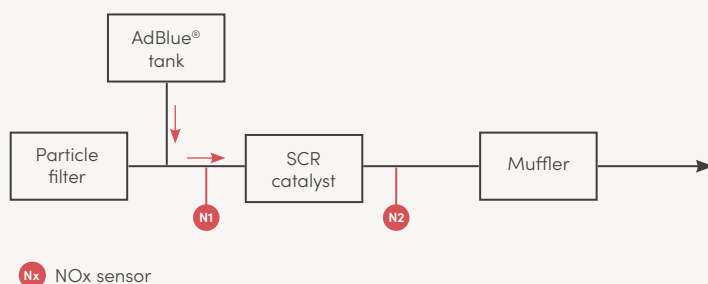 AdBlue®
tank
Particle
filter
SCR
catalyst
Muffler
N1
N2
Nx NOx sensor